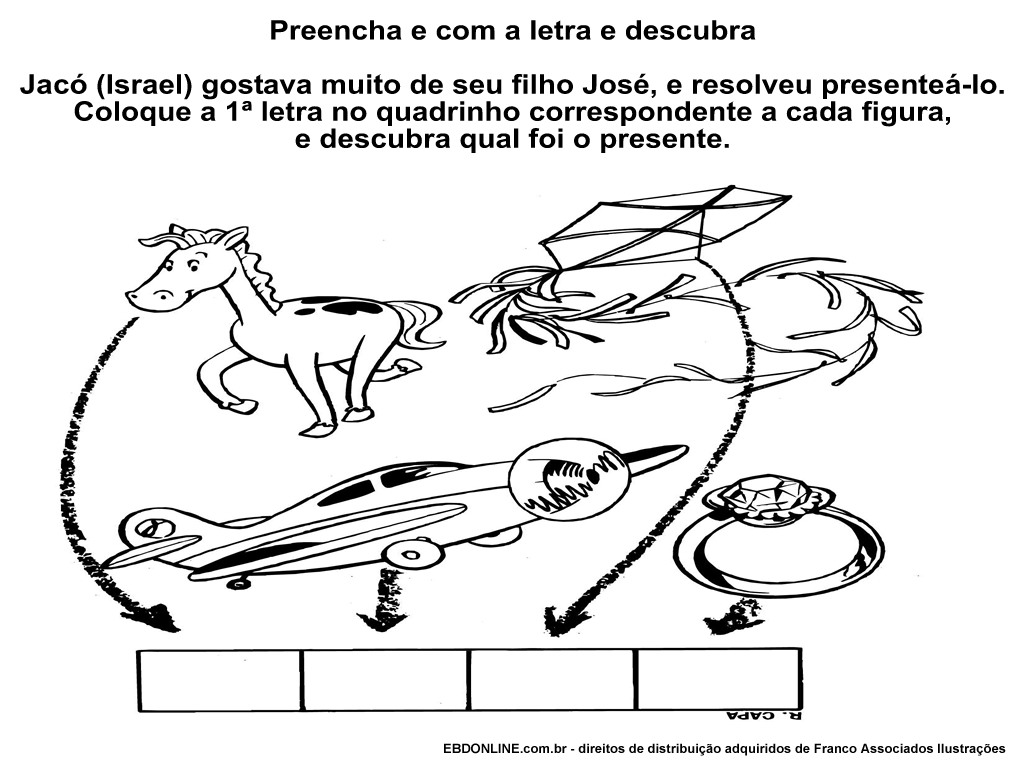 Preencha e com a letra e descubra
Jacó (Israel) gostava muito de seu filho José, e resolveu presenteá-lo.
Coloque a 1ª letra no quadrinho correspondente a cada figura,
e descubra qual foi o presente.
R. CAPA
EBDONLINE.com.br - direitos de distribuição adquiridos de Franco Associados Ilustrações